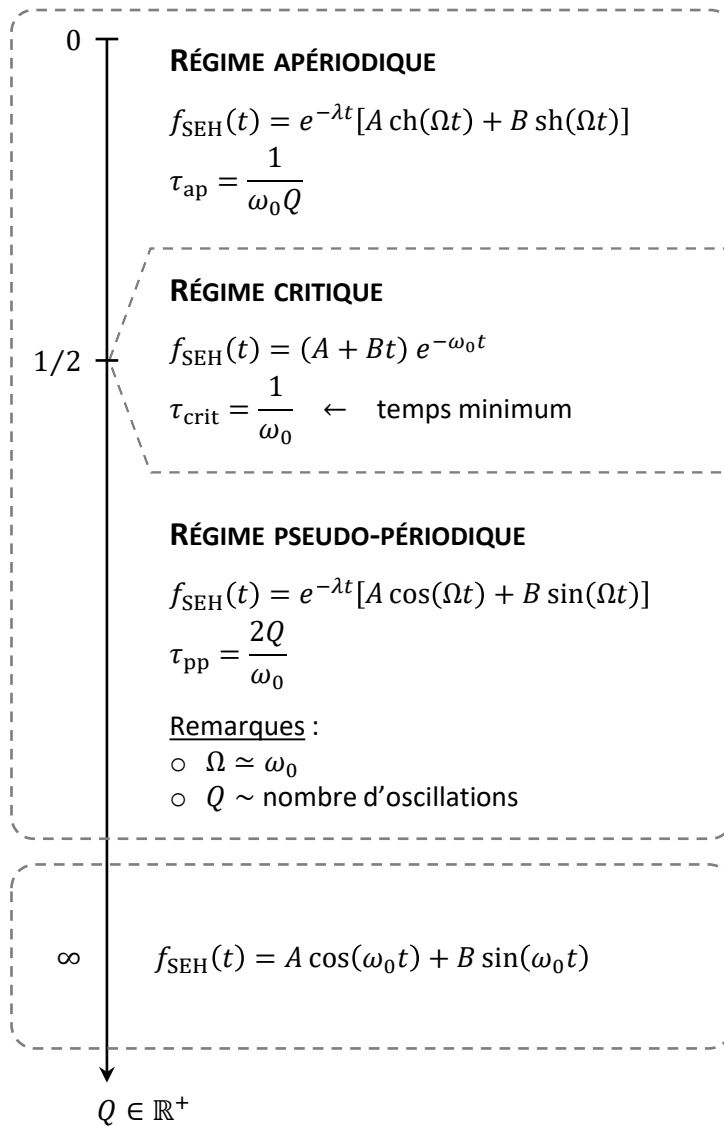 0
RÉGIME APÉRIODIQUE
f_SEH(t) = e^{−λt}[A ch(Ωt) + B sh(Ωt)]
τ_ap = 1/(ω₀Q)
RÉGIME CRITIQUE
1/2
f_SEH(t) = (A + Bt) e^{−ω₀t}
τ_crit = 1/ω₀ ← temps minimum
RÉGIME PSEUDO-PÉRIODIQUE
f_SEH(t) = e^{−λt}[A cos(Ωt) + B sin(Ωt)]
τ_pp = 2Q/ω₀
Remarques :
○ Ω ≃ ω₀
○ Q ~ nombre d'oscillations
∞ f_SEH(t) = A cos(ω₀t) + B sin(ω₀t)
Q ∈ ℝ⁺